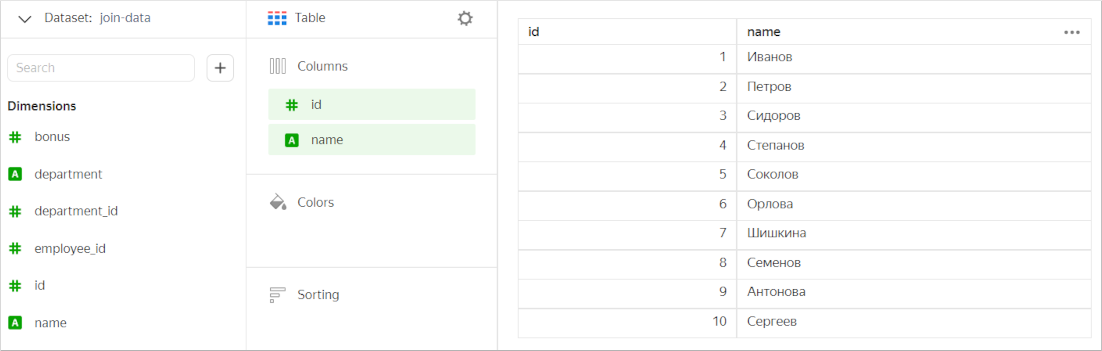 Dataset: join-data
Search
+
Dimensions
# bonus
A department
# department_id
# employee_id
# id
A name
Table
Columns
# id
A name
Colors
Sorting
id name
1 Иванов
2 Петров
3 Сидоров
4 Степанов
5 Соколов
6 Орлова
7 Шишкина
8 Семенов
9 Антонова
10 Сергеев